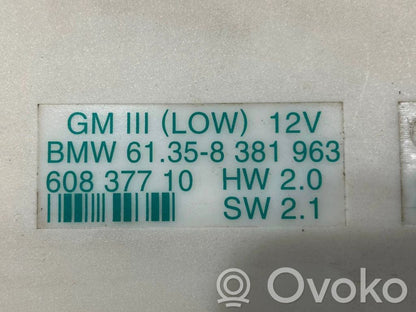 GM III (LOW) 12V
BMW 61.35-8 381 963
608 377 10 HW 2.0
SW 2.1
Ovoko